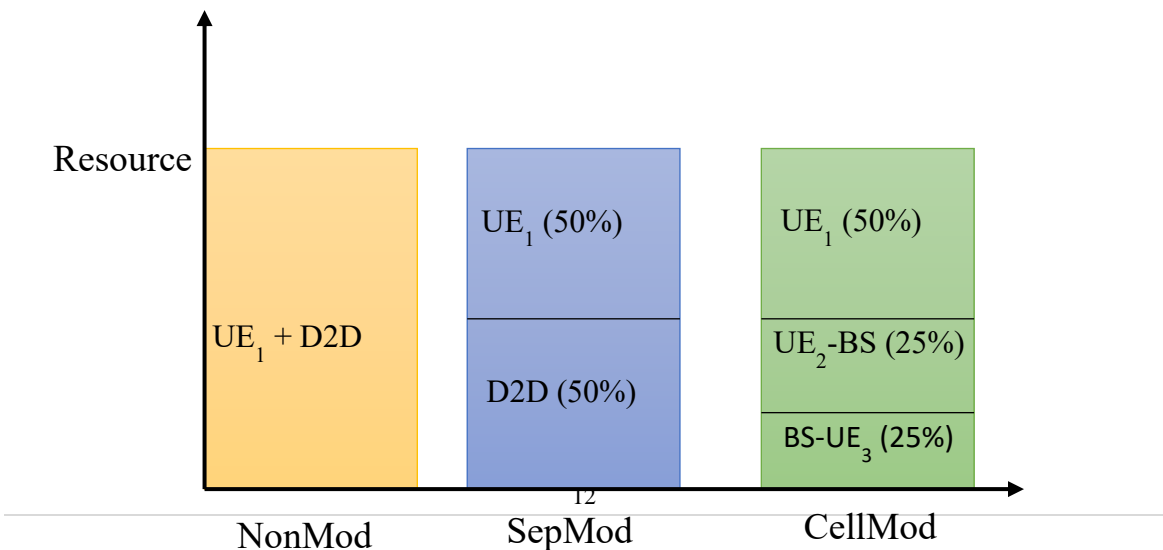 Resource
UE₁ + D2D
UE₁ (50%)
D2D (50%)
UE₁ (50%)
UE₂-BS (25%)
BS-UE₃ (25%)
12
NonMod
SepMod
CellMod